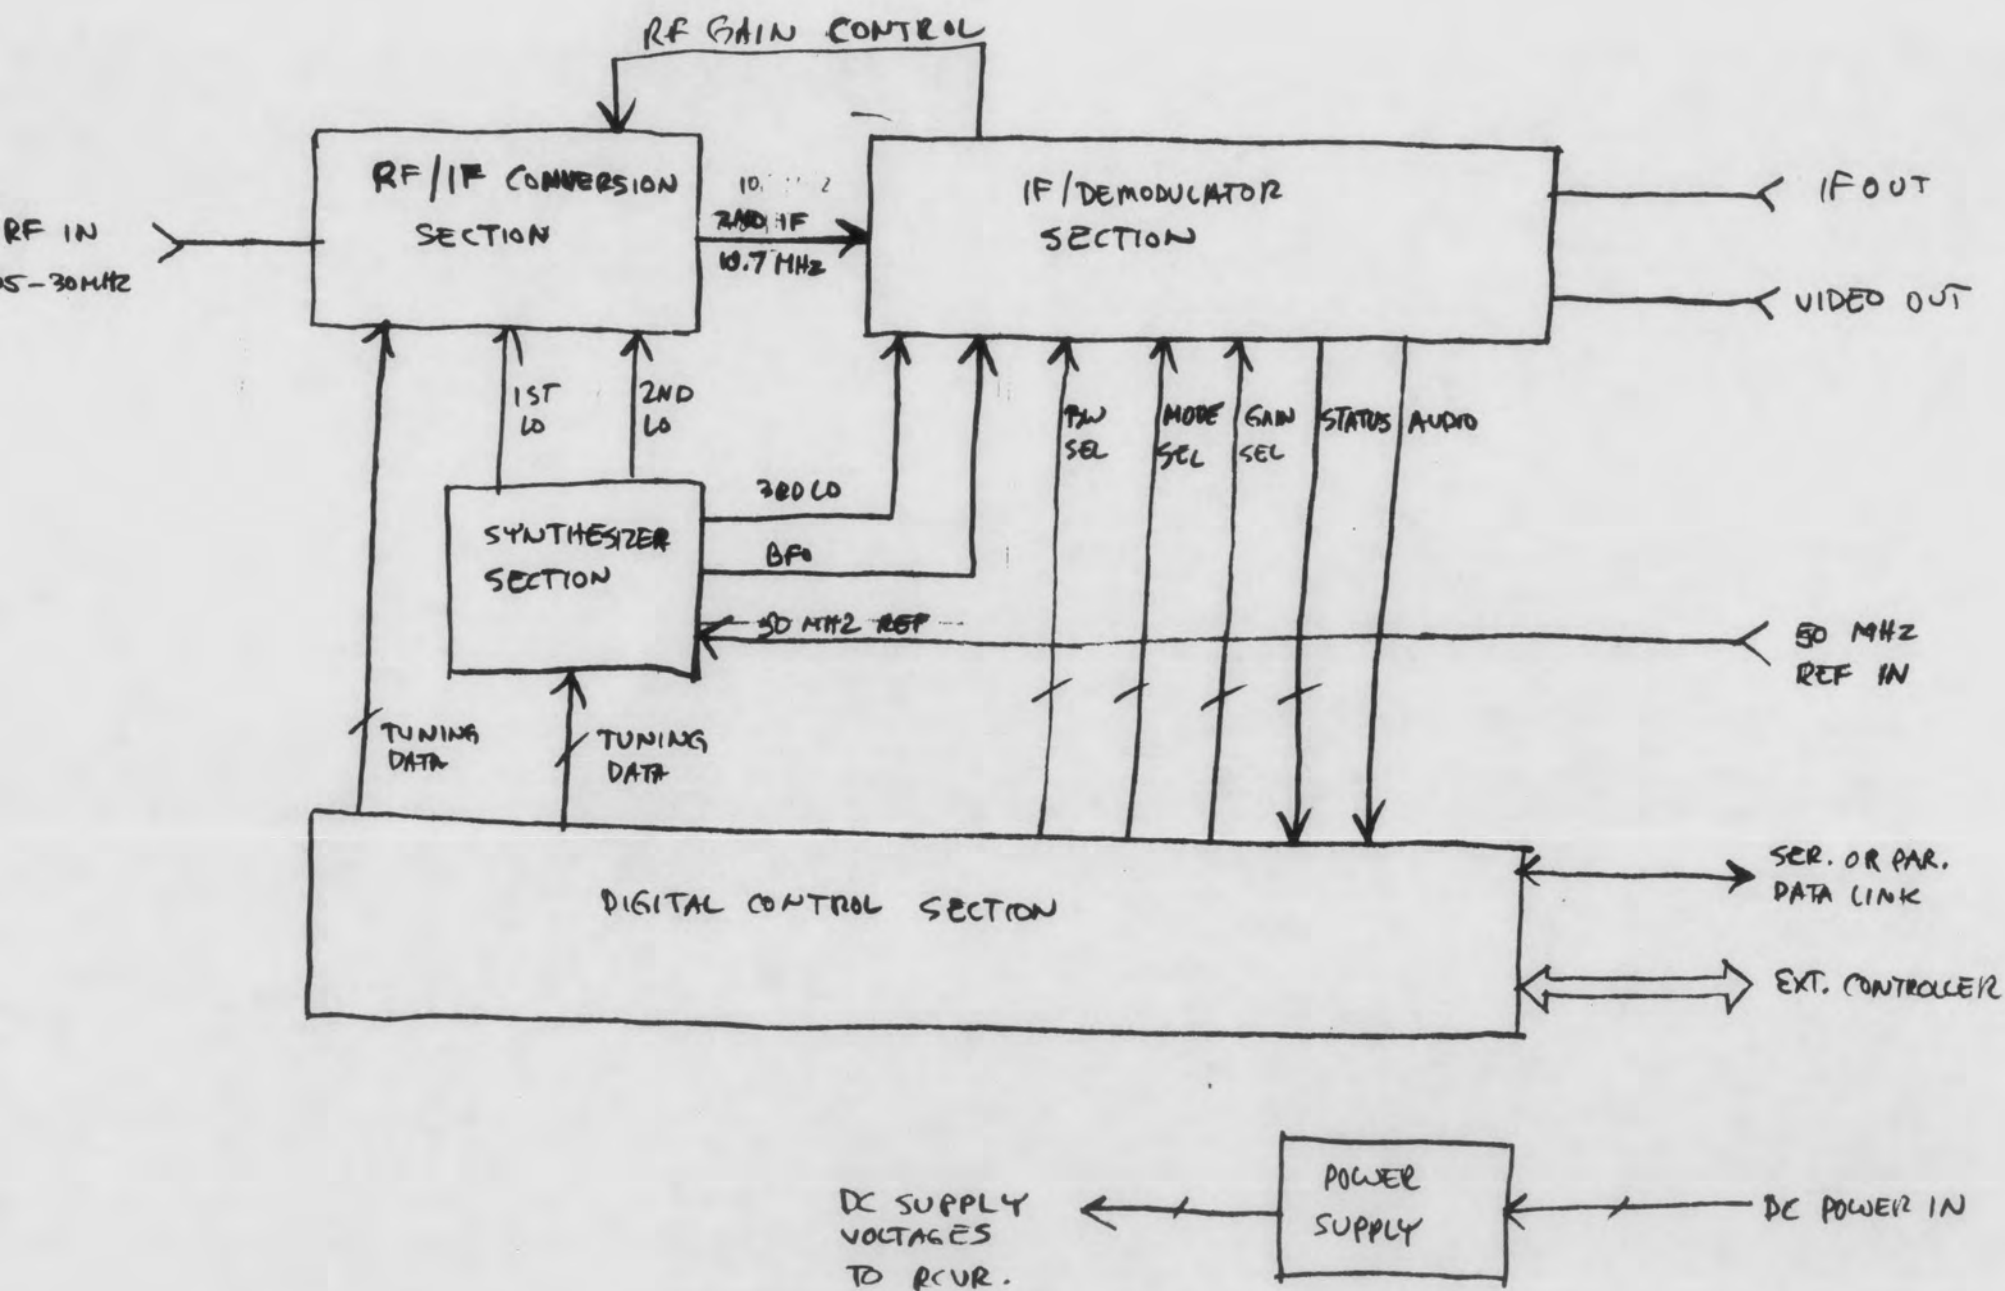 RF GAIN CONTROL
RF/IF CONVERSION
SECTION
10.
2ND IF
10.7 MHz
IF/DEMODULATOR
SECTION
IF OUT
VIDEO OUT
RF IN
05-30MHZ
1ST
LO
2ND
LO
BW
SEL
MODE
SEL
GAIN
SEL
STATUS
AUDIO
SYNTHESIZER
SECTION
3RD LO
BFO
50 MHZ REF
50 MHZ
REF IN
TUNING
DATA
TUNING
DATA
DIGITAL CONTROL SECTION
SER. OR PAR.
DATA LINK
EXT. CONTROLLER
POWER
SUPPLY
DC SUPPLY
VOLTAGES
TO RCVR.
DC POWER IN